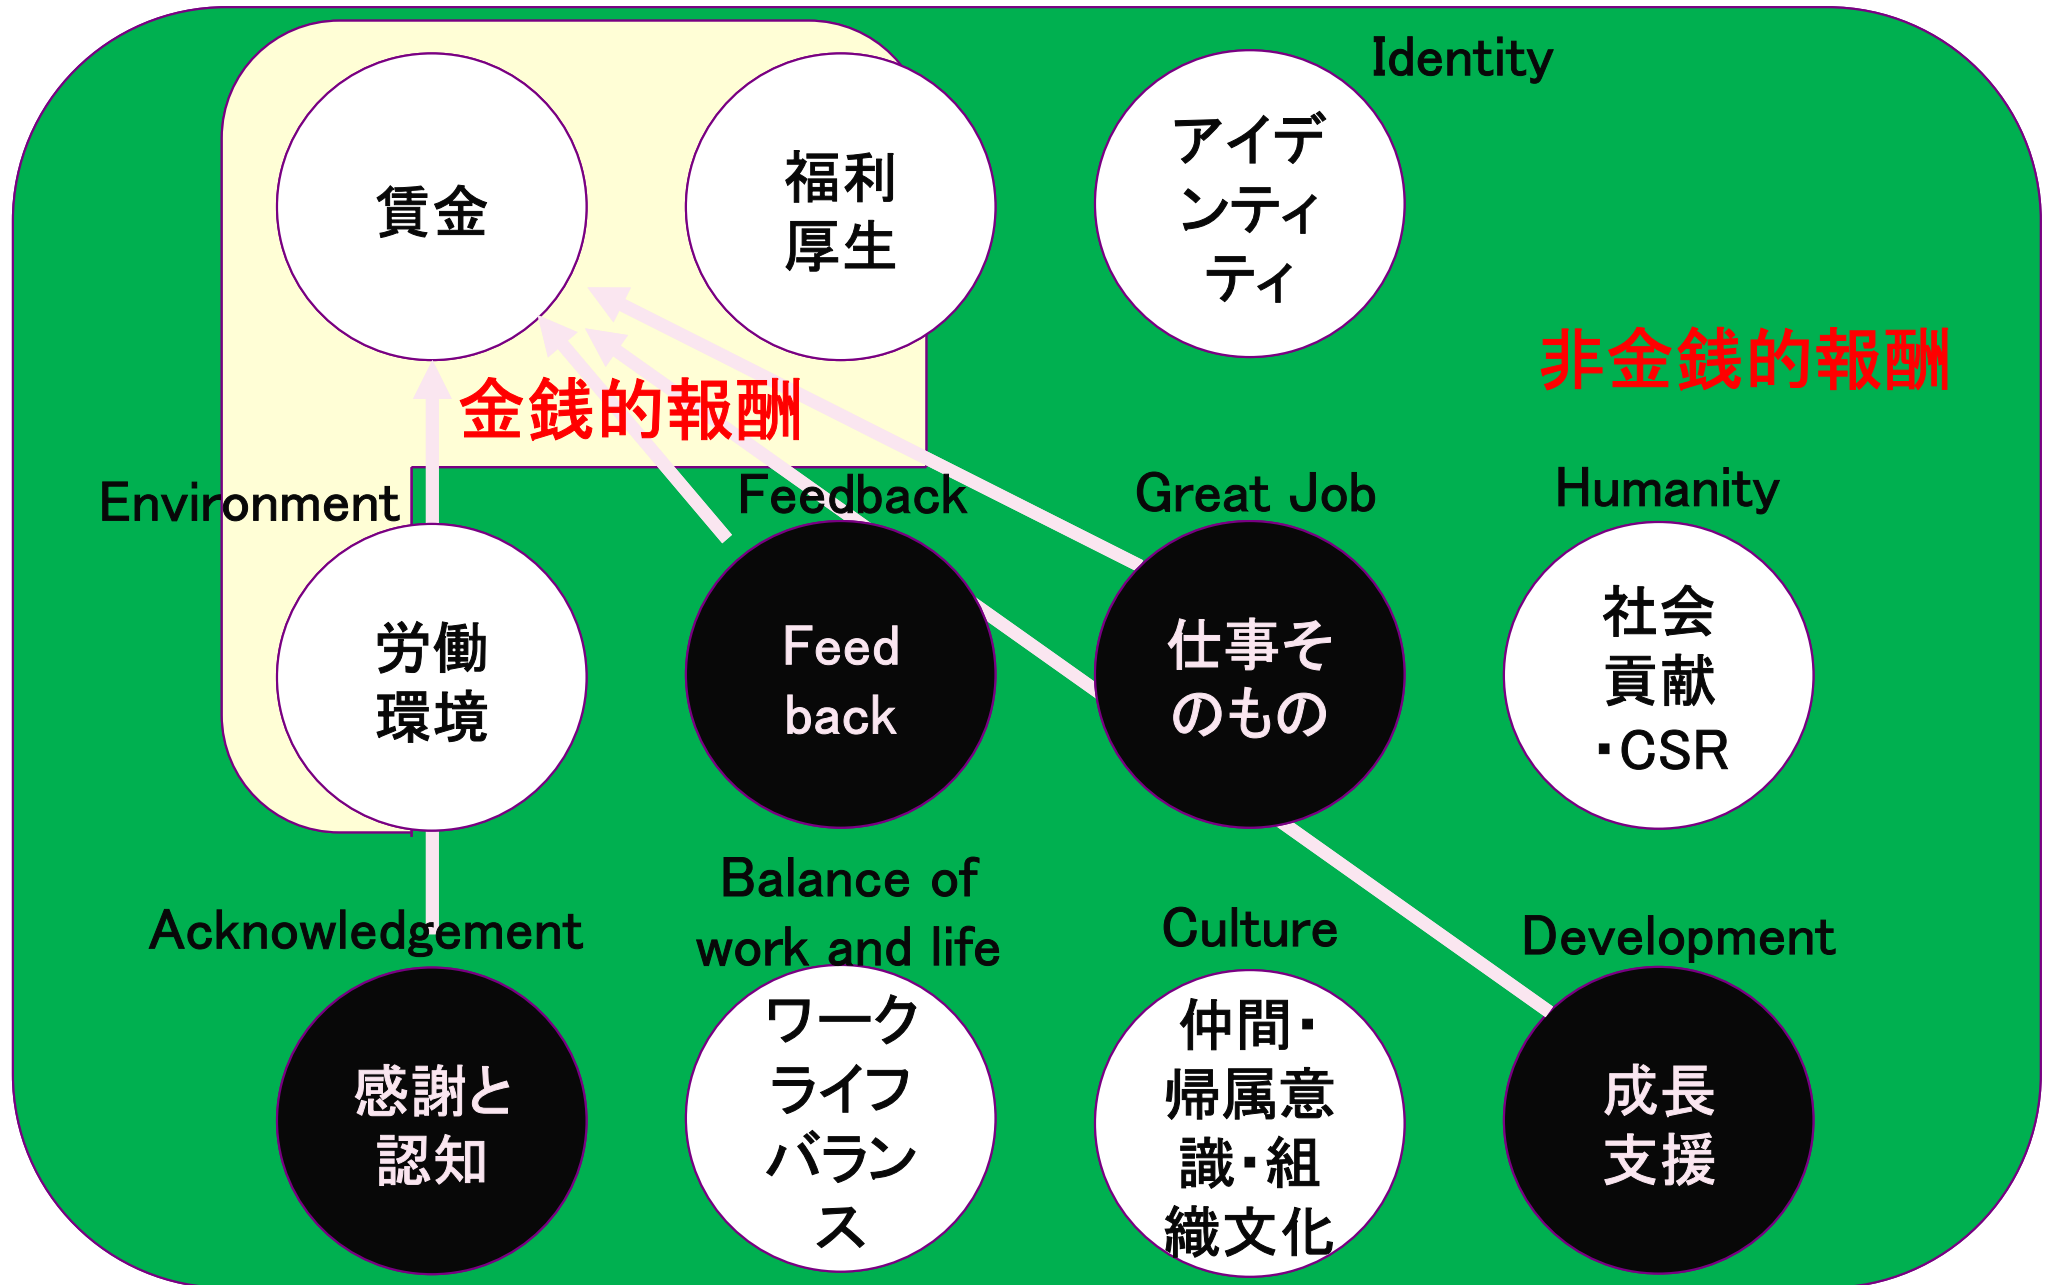 Identity
賃金
福利
厚生
アイデ
ンティ
ティ
金銭的報酬
非金銭的報酬
Environment
Feedback
Great Job
Humanity
労働
環境
Feed
back
仕事そ
のもの
社会
貢献
・CSR
Acknowledgement
Balance of
work and life
Culture
Development
感謝と
認知
ワーク
ライフ
バラン
ス
仲間・
帰属意
識・組
織文化
成長
支援